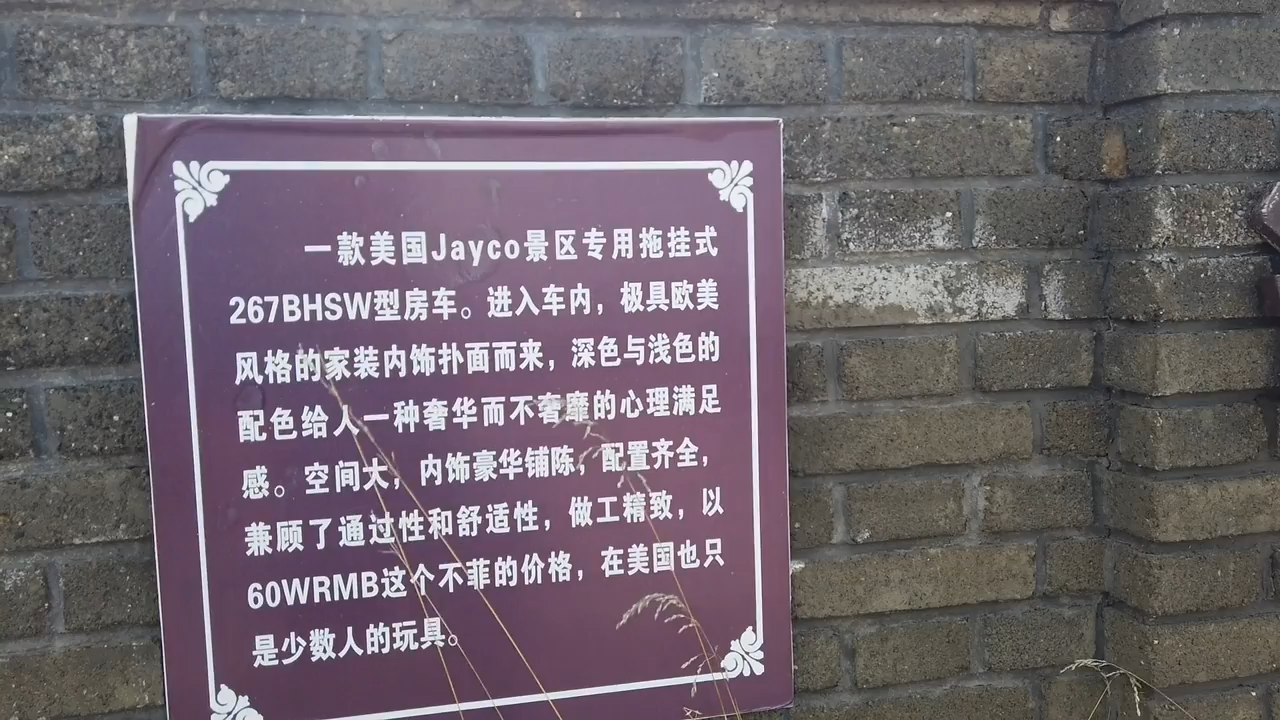 一款美国Jayco景区专用拖挂式
267BHSW型房车。进入车内，极具欧美
风格的家装内饰扑面而来，深色与浅色的
配色给人一种奢华而不奢靡的心理满足
感。空间大，内饰豪华铺陈，配置齐全，
兼顾了通过性和舒适性，做工精致，以
60WRMB这个不菲的价格，在美国也只
是少数人的玩具。